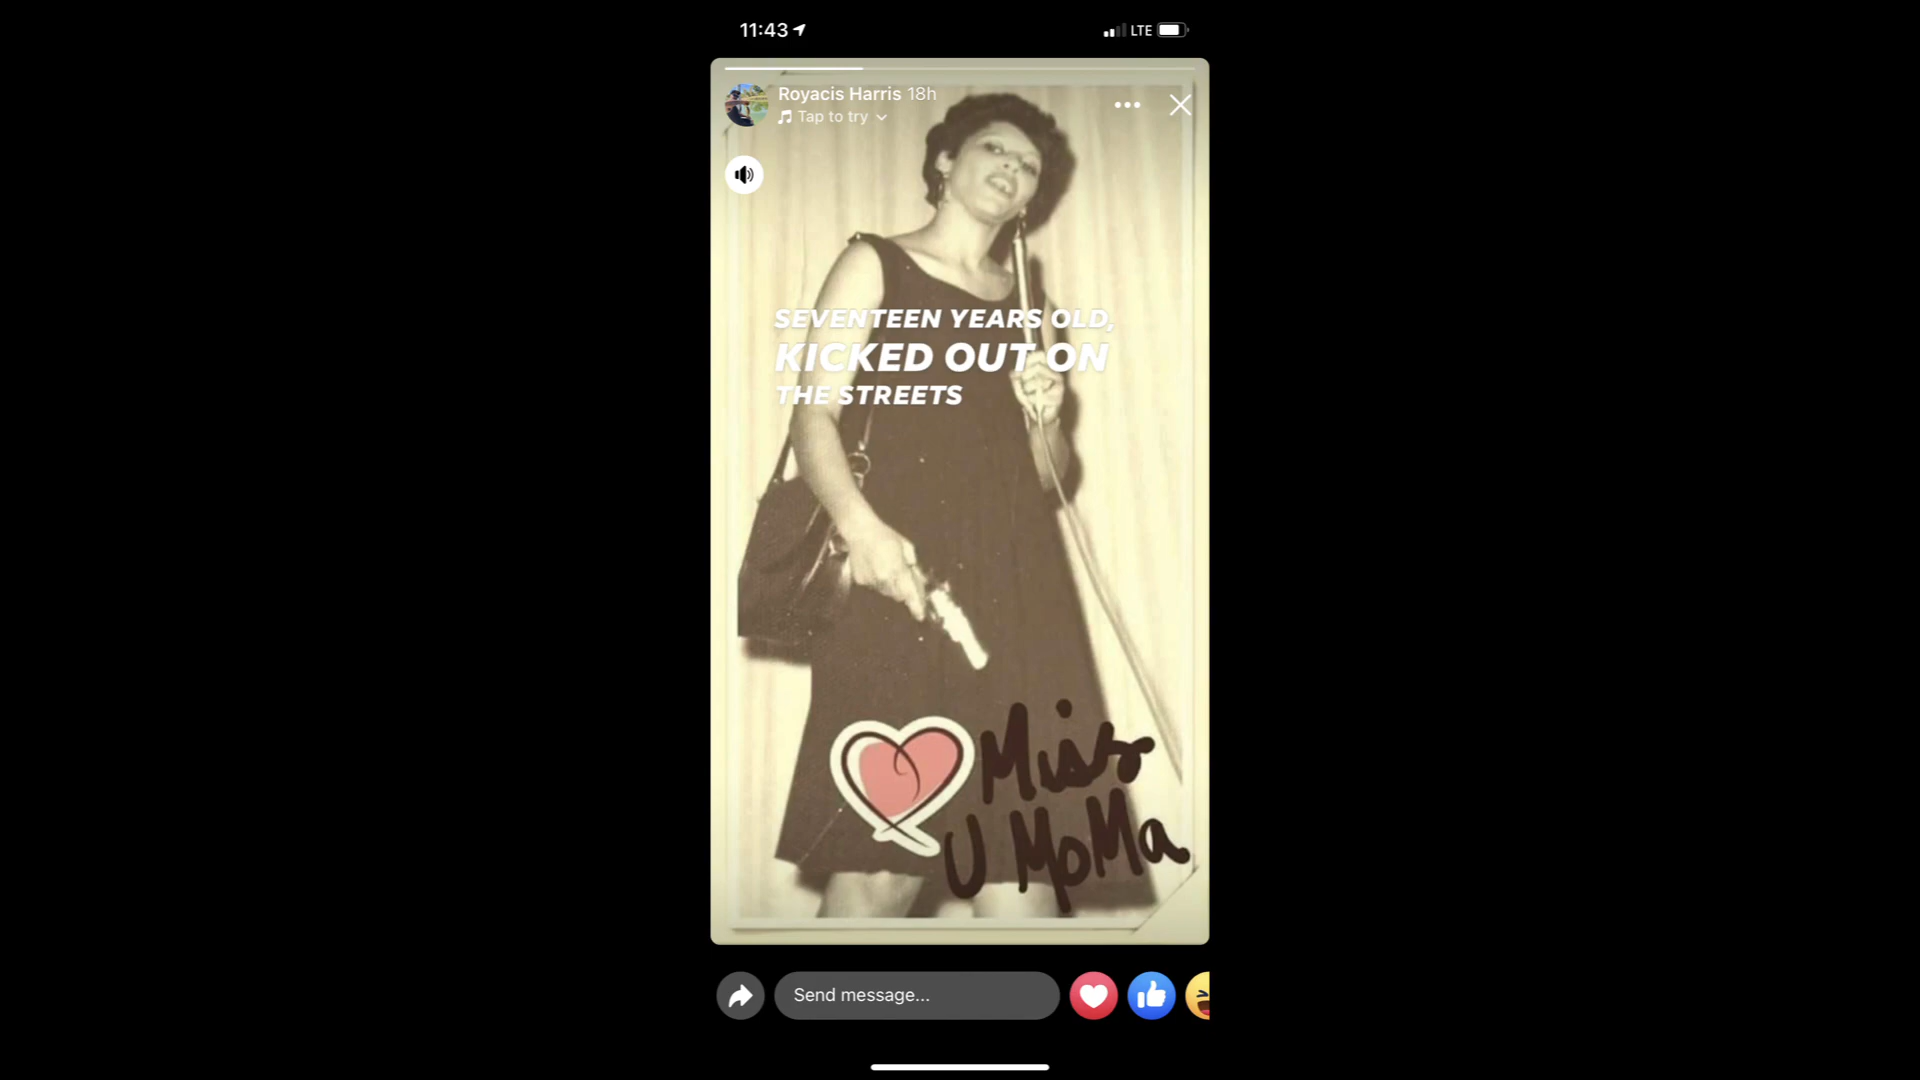 11:43
LTE
Royacis Harris 18h
Tap to try
SEVENTEEN YEARS OLD,
KICKED OUT ON
THE STREETS
Miss
U MoMa
Send message...